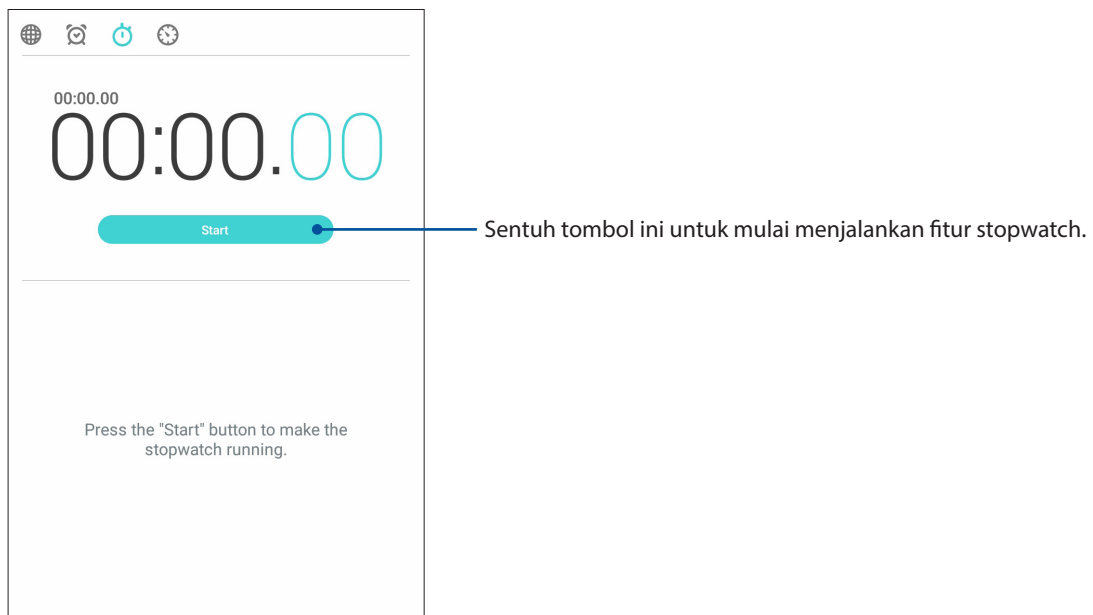 00:00.00
00:00.00
Start
Sentuh tombol ini untuk mulai menjalankan fitur stopwatch.
Press the "Start" button to make the
stopwatch running.